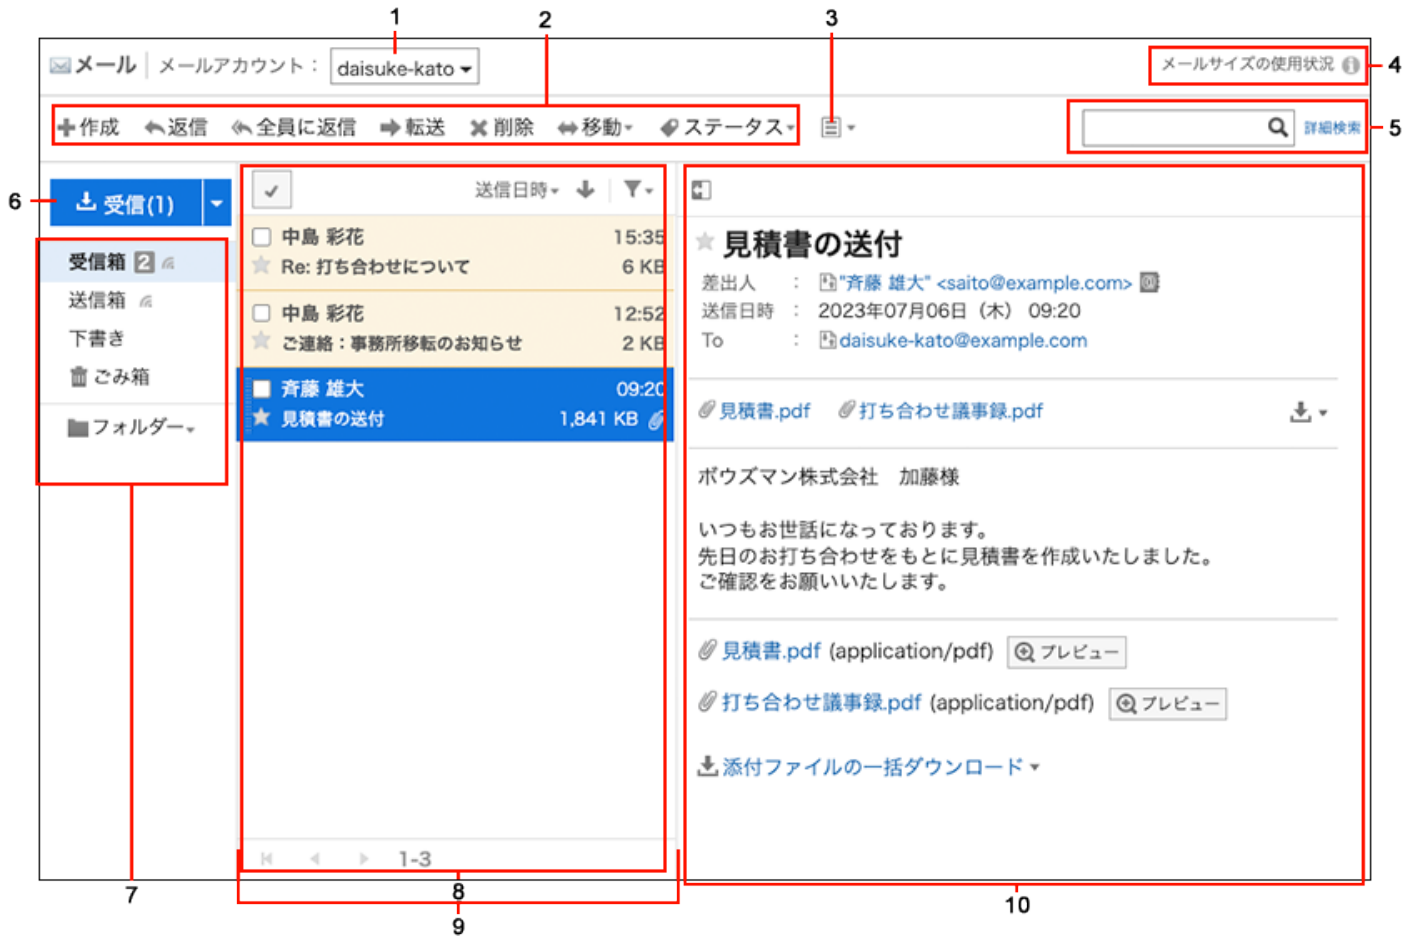 1 2 3
メール メールアカウント： daisuke-kato メールサイズの使用状況 4
作成 返信 全員に返信 転送 削除 移動 ステータス 詳細検索 5
6 受信(1)
受信箱 2
送信箱
下書き
ごみ箱
フォルダー
7
送信日時
中島 彩花 15:35
Re: 打ち合わせについて 6 KB
中島 彩花 12:52
ご連絡：事務所移転のお知らせ 2 KB
斉藤 雄大 09:20
見積書の送付 1,841 KB
1-3
8
9
見積書の送付
差出人 ： "斉藤 雄大" <saito@example.com>
送信日時 ： 2023年07月06日（木） 09:20
To ： daisuke-kato@example.com
見積書.pdf 打ち合わせ議事録.pdf
ボウズマン株式会社　加藤様
いつもお世話になっております。
先日のお打ち合わせをもとに見積書を作成いたしました。
ご確認をお願いいたします。
見積書.pdf (application/pdf) プレビュー
打ち合わせ議事録.pdf (application/pdf) プレビュー
添付ファイルの一括ダウンロード
10